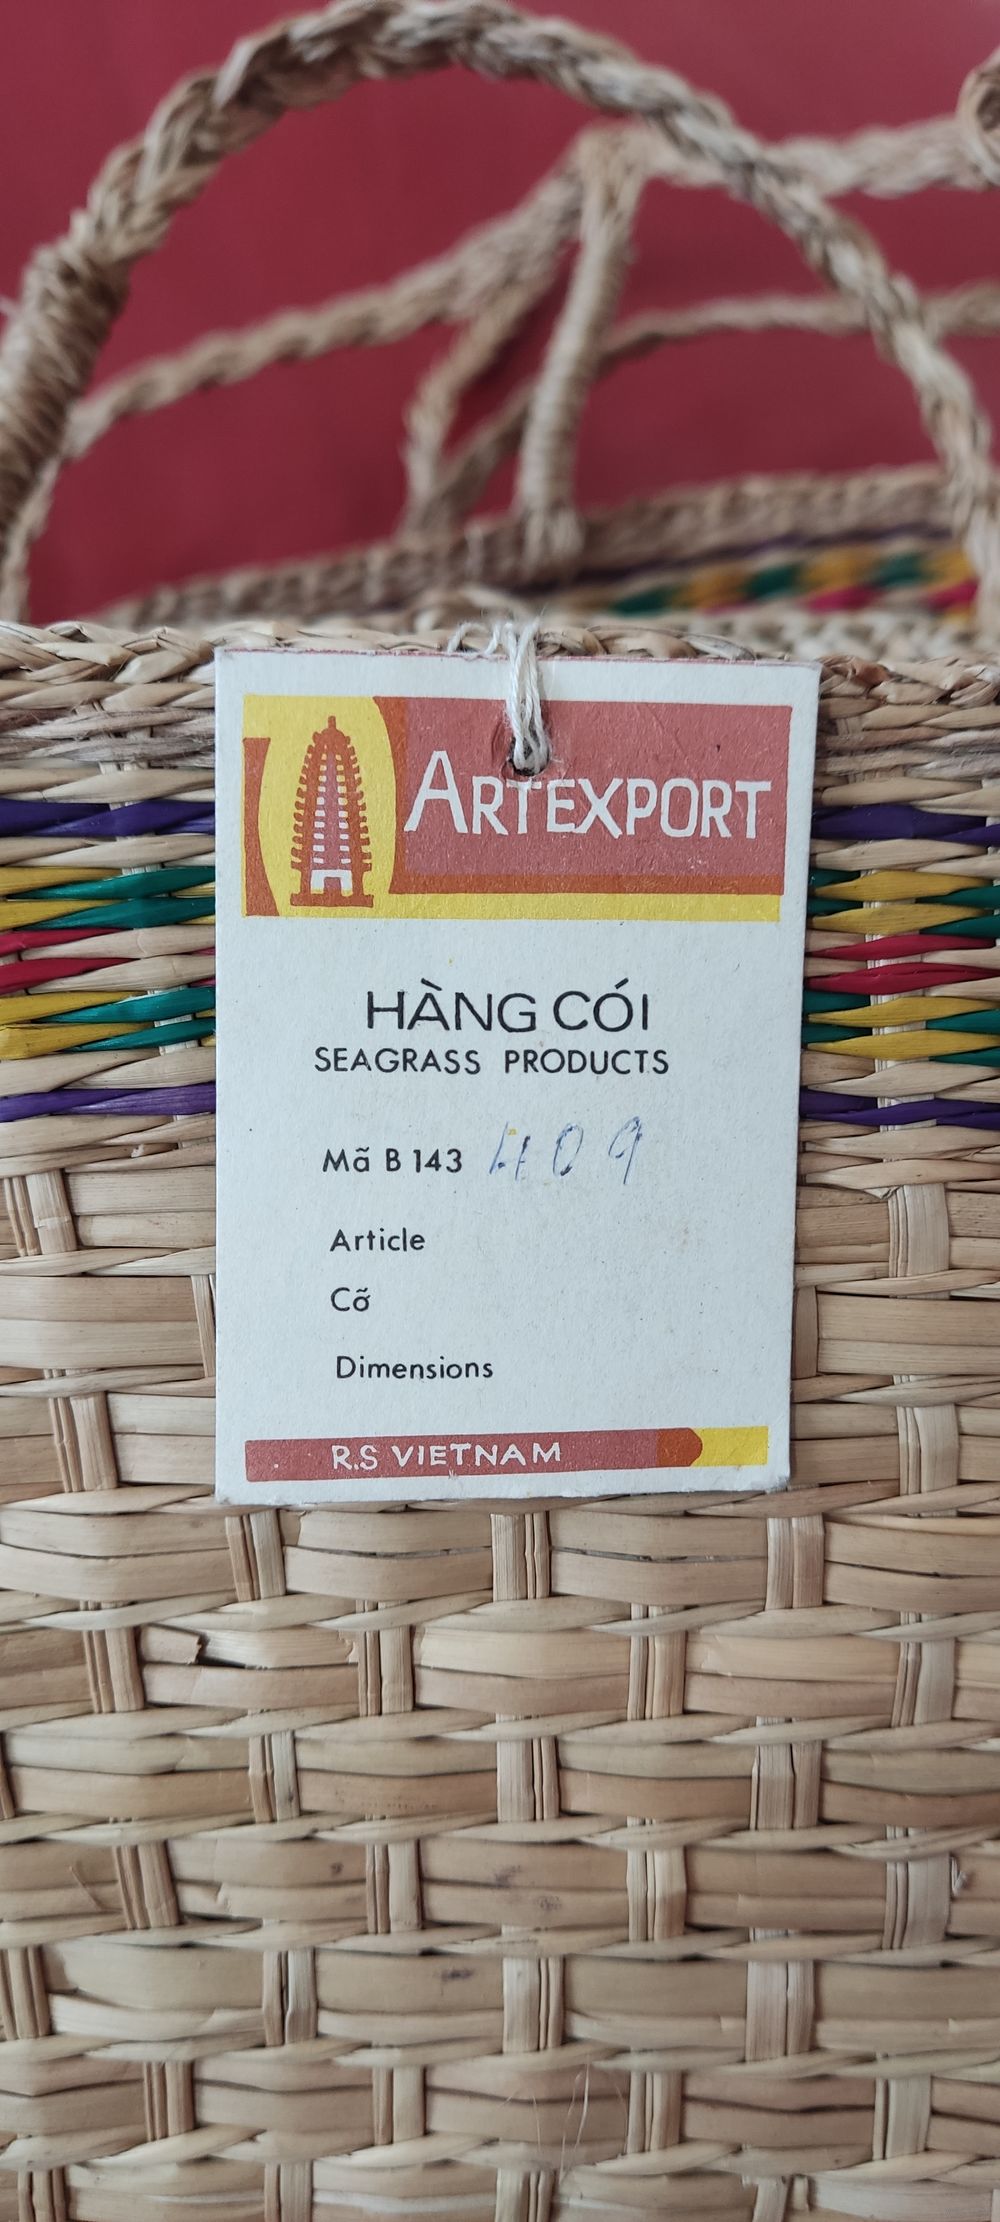 ARTEXPORT
HÀNG CÓI
SEAGRASS PRODUCTS
Mã B 143 409
Article
Cỡ
Dimensions
R.S VIETNAM